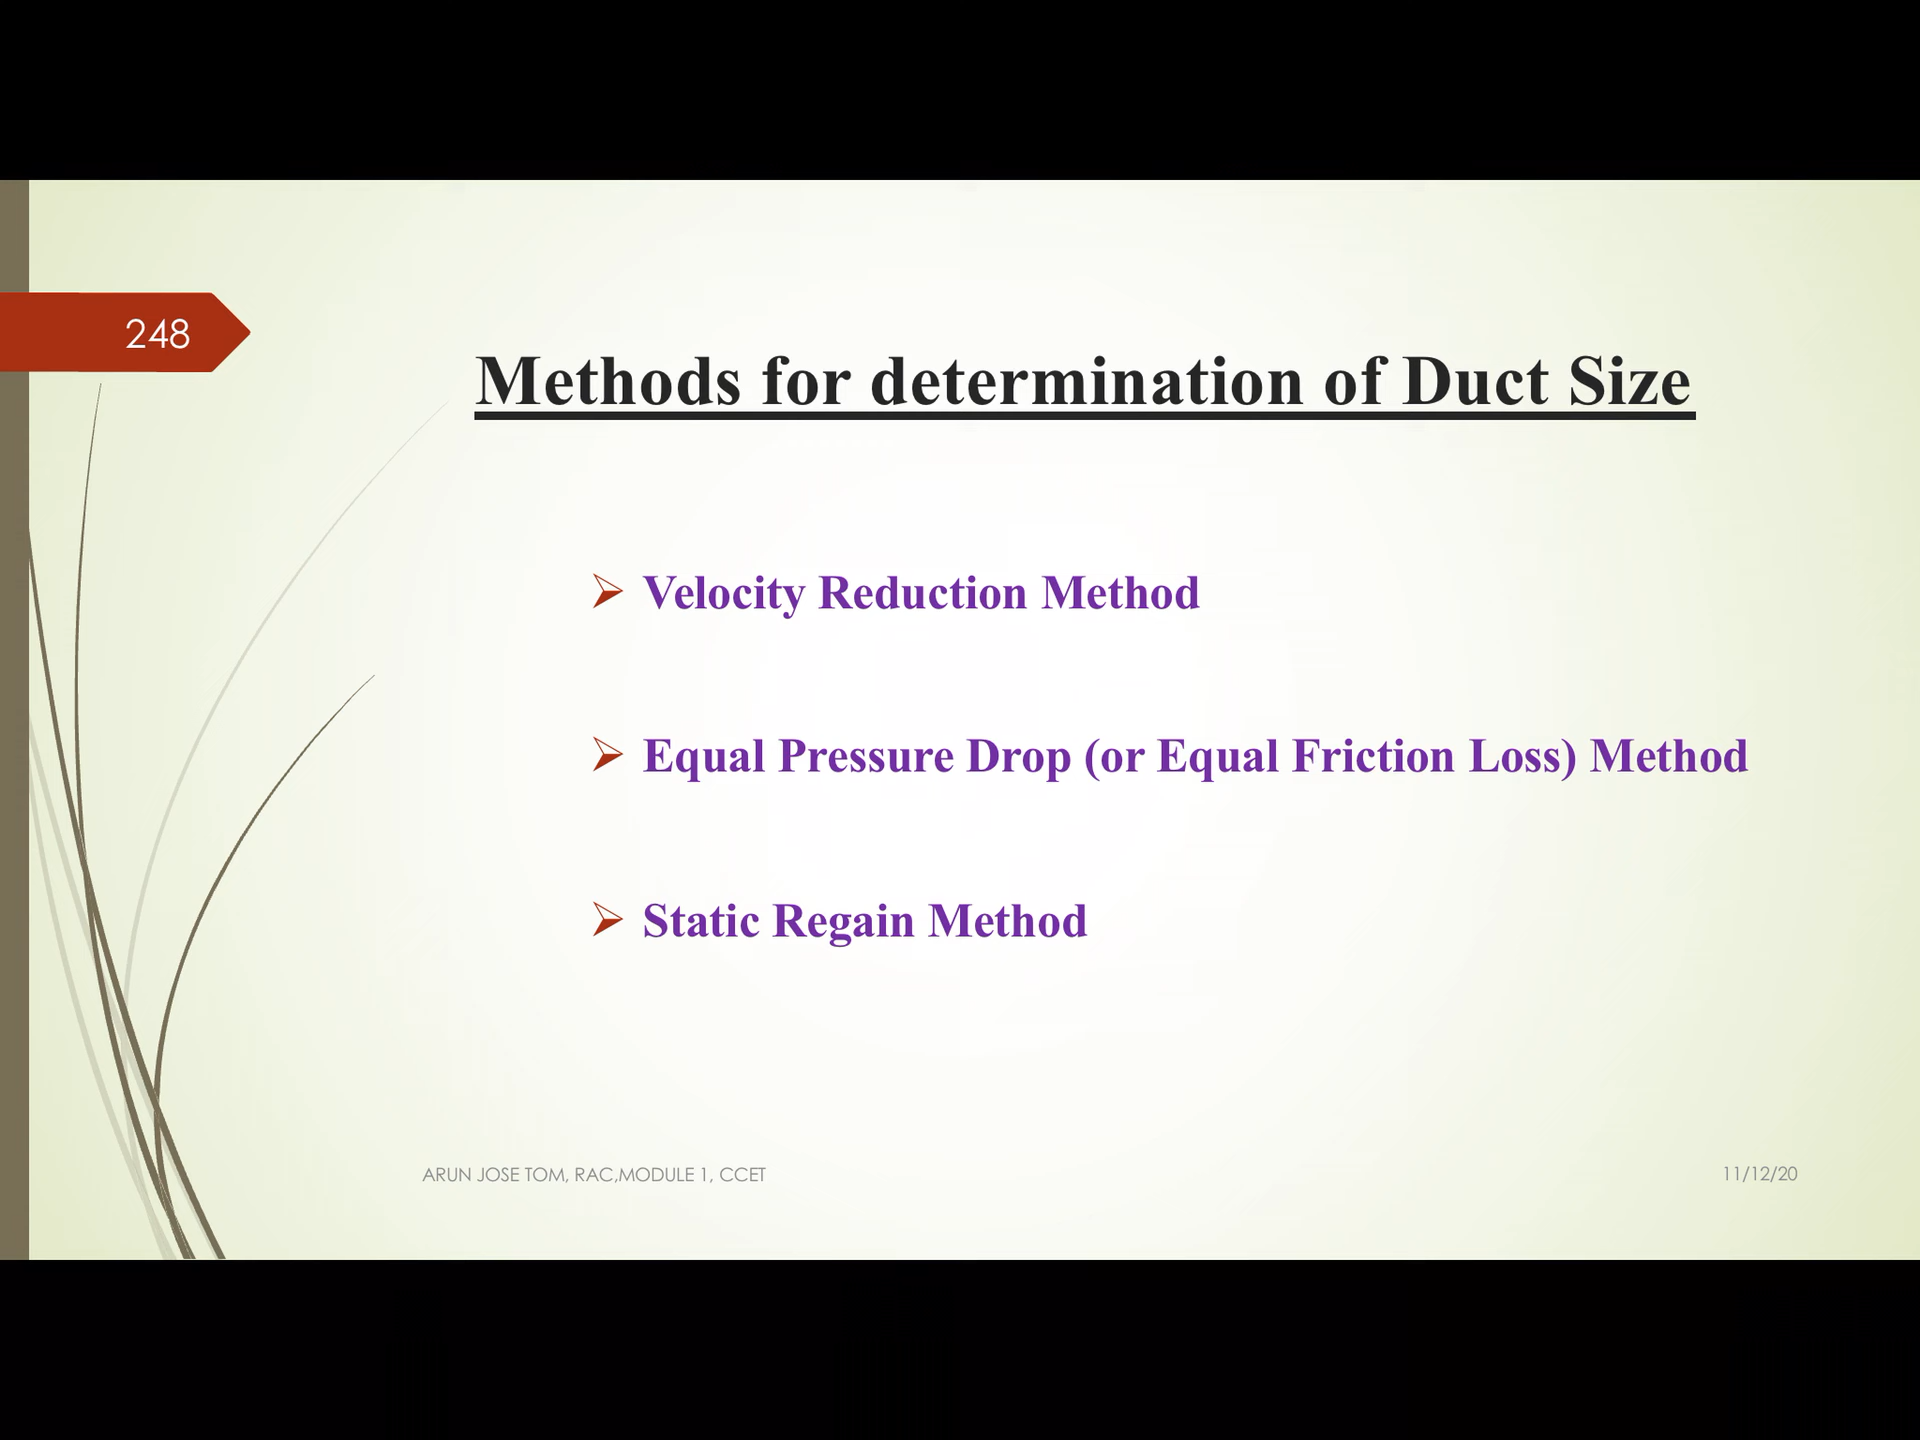 248
Methods for determination of Duct Size
Velocity Reduction Method
Equal Pressure Drop (or Equal Friction Loss) Method
Static Regain Method
ARUN JOSE TOM, RAC,MODULE 1, CCET
11/12/20